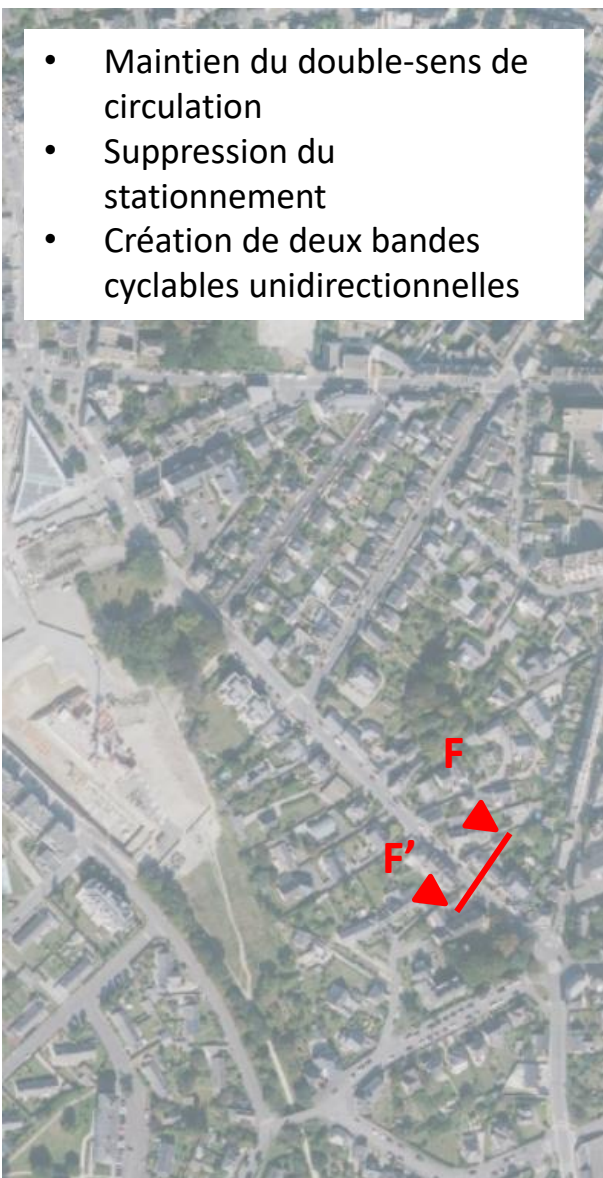 • Maintien du double-sens de
circulation
• Suppression du
stationnement
• Création de deux bandes
cyclables unidirectionnelles
F
F'